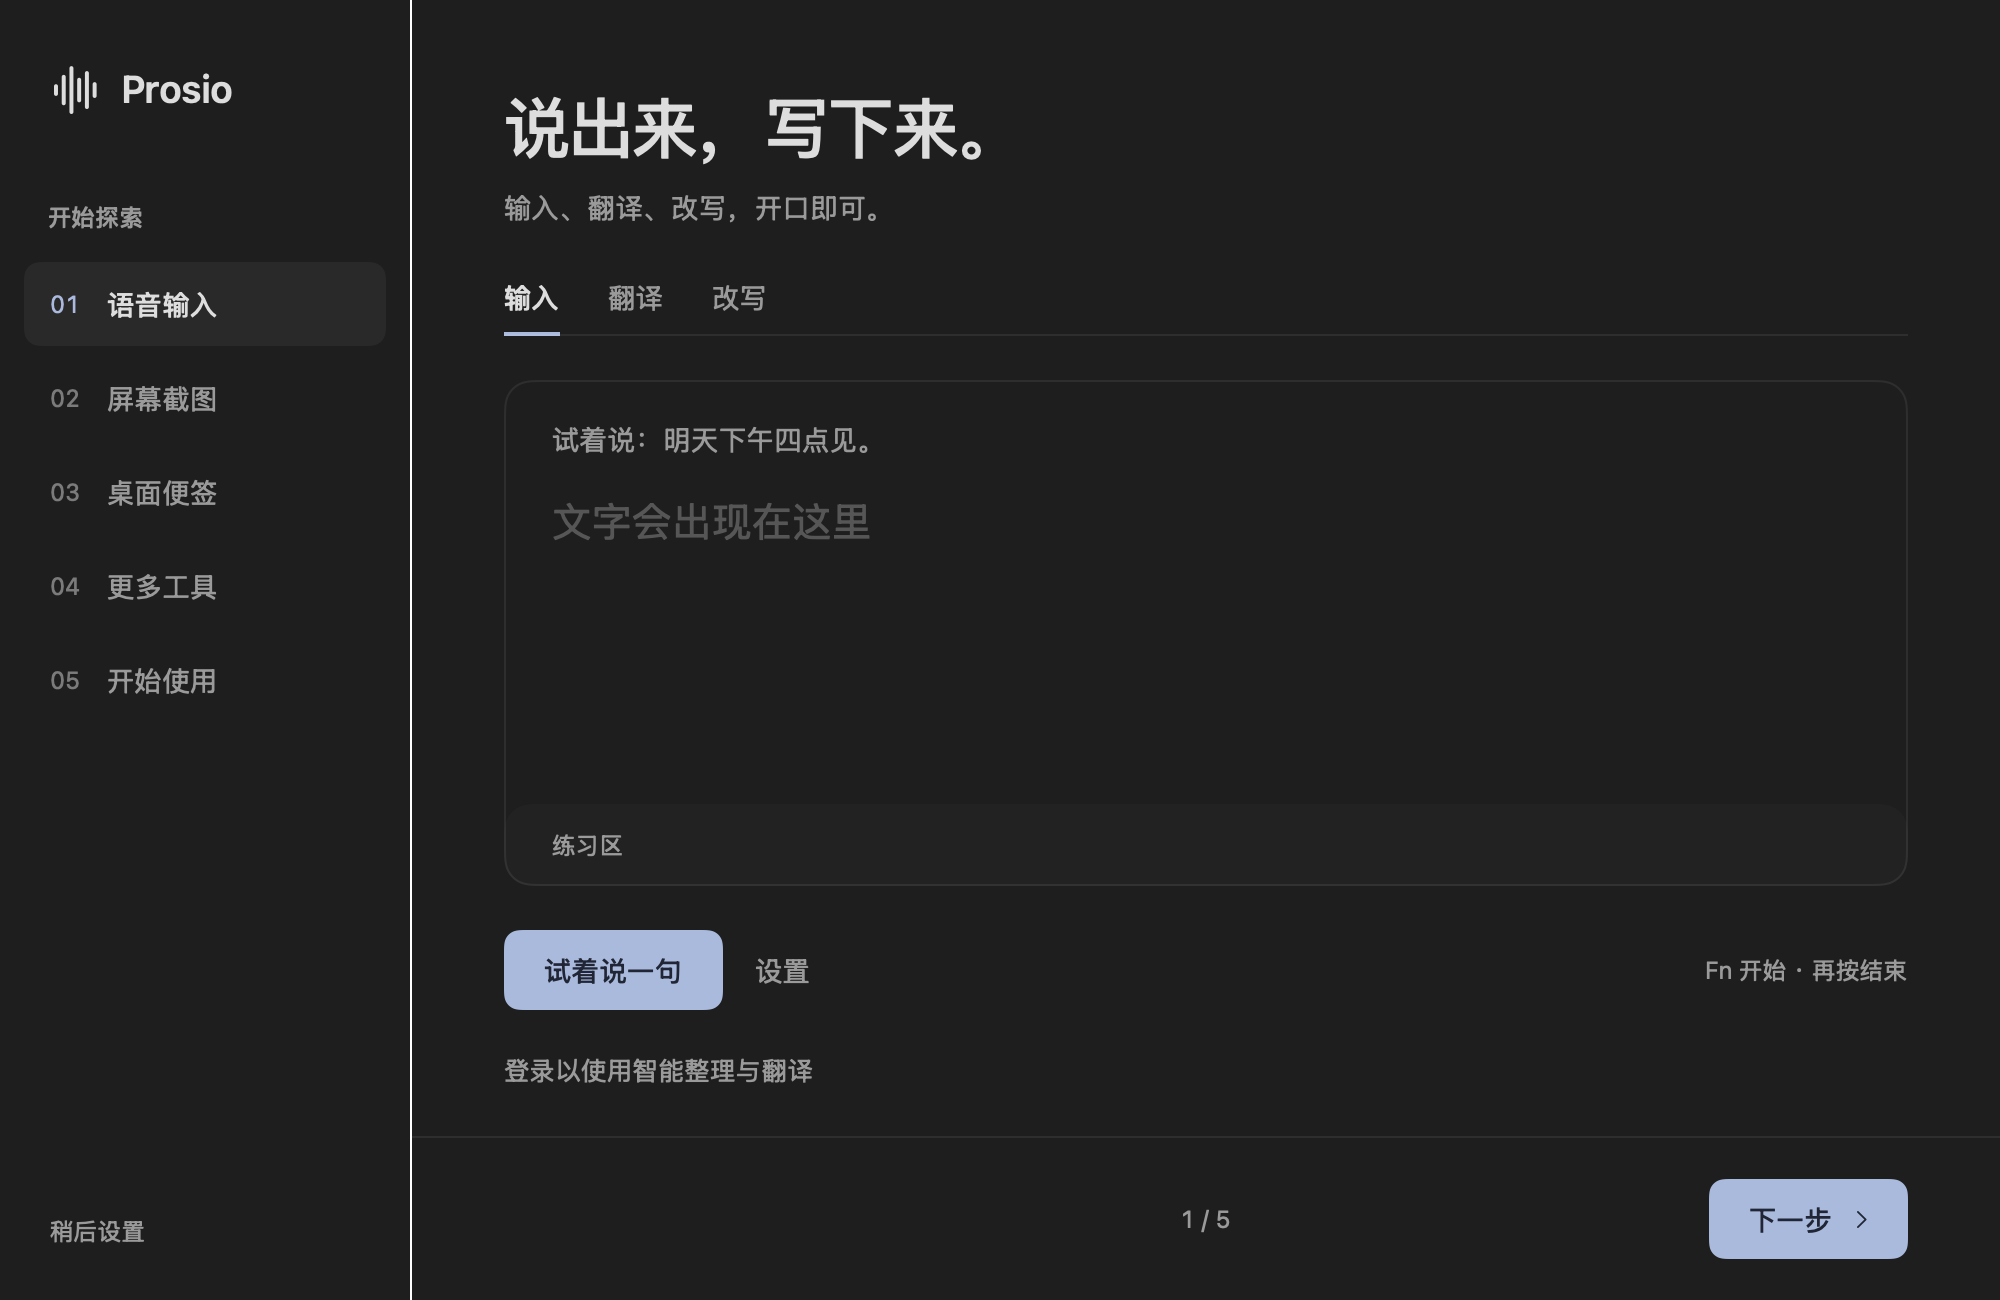 Prosio
开始探索
01 语音输入
02 屏幕截图
03 桌面便签
04 更多工具
05 开始使用
稍后设置
说出来，写下来。
输入、翻译、改写，开口即可。
输入 翻译 改写
试着说：明天下午四点见。
文字会出现在这里
练习区
试着说一句 设置 Fn 开始 · 再按结束
登录以使用智能整理与翻译
1 / 5 下一步